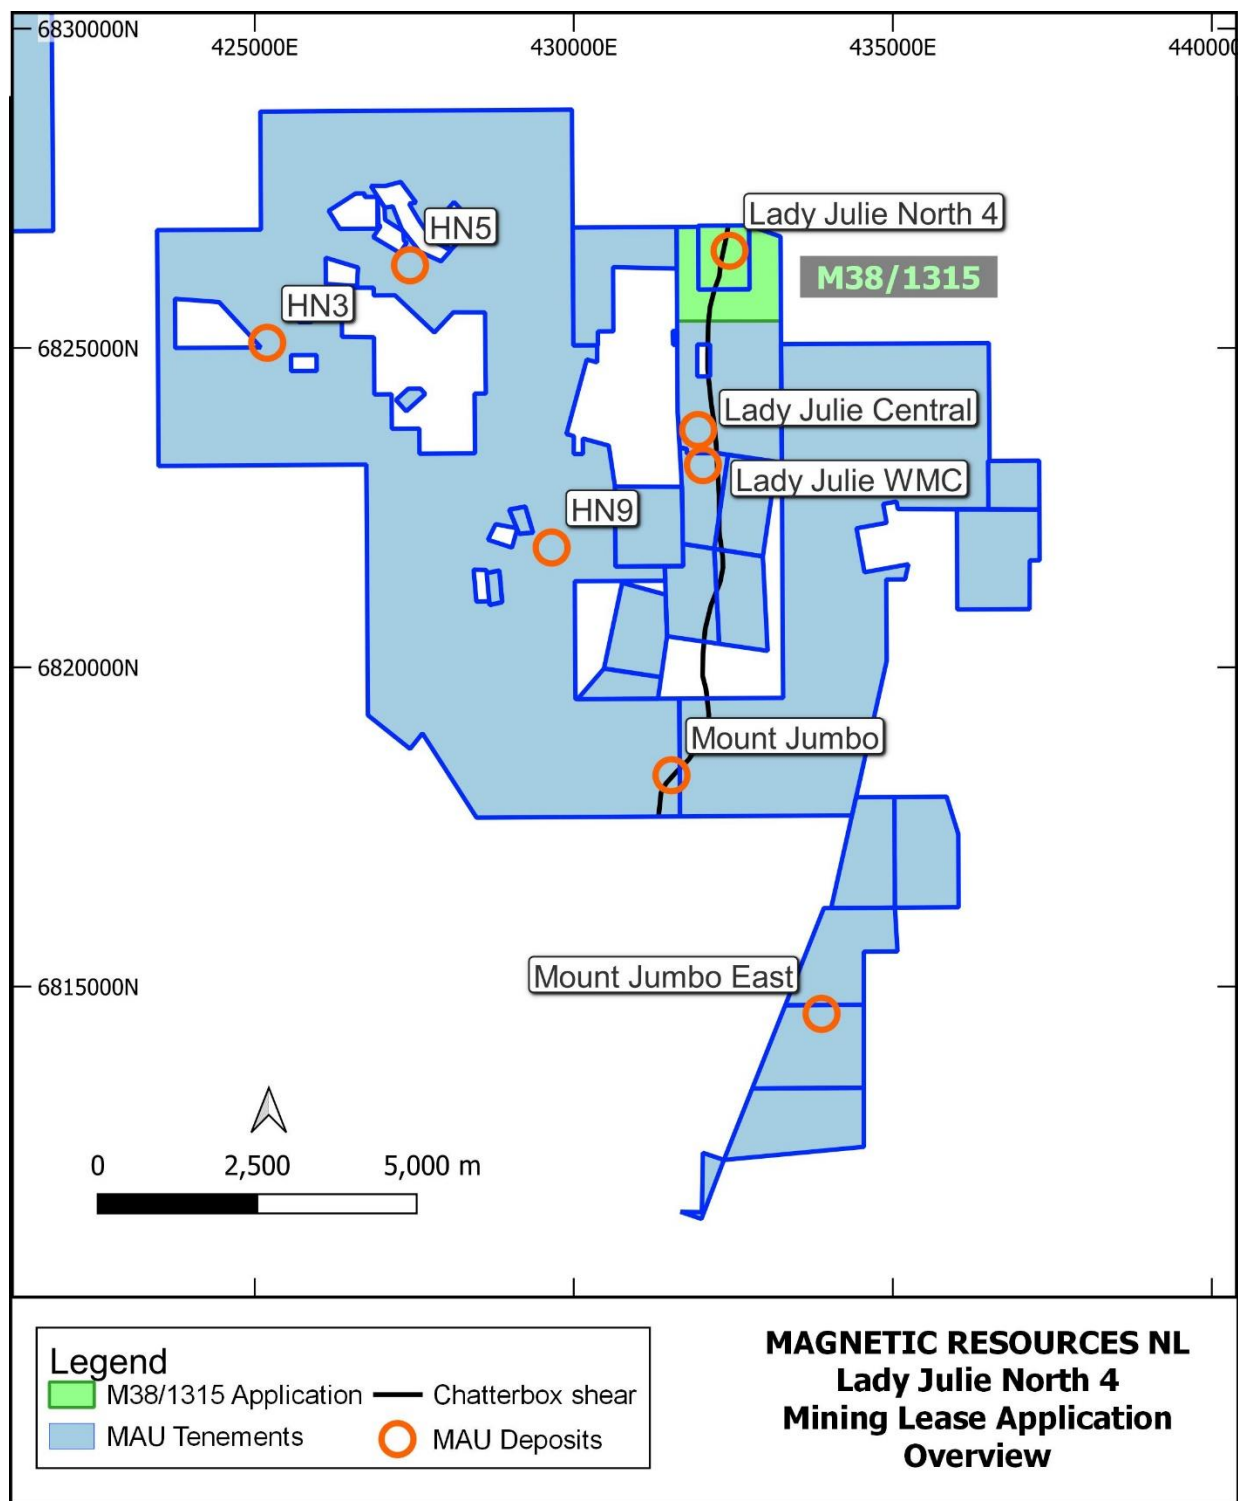 6830000N
425000E
430000E
435000E
44000
Lady Julie North 4
HN5
M38/1315
HN3
6825000N
Lady Julie Central
Lady Julie WMC
HN9
6820000N
Mount Jumbo
Mount Jumbo East
6815000N
0 2,500 5,000 m
Legend
M38/1315 Application
Chatterbox shear
MAU Tenements
MAU Deposits
MAGNETIC RESOURCES NL
Lady Julie North 4
Mining Lease Application
Overview